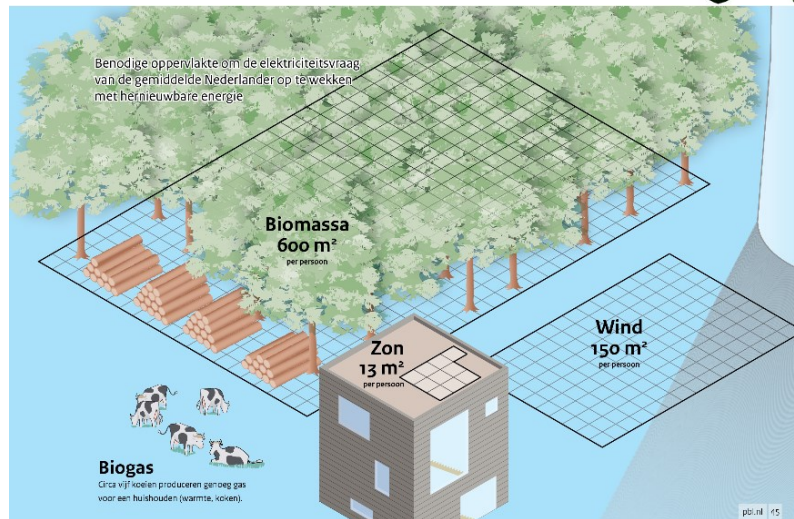 Benodige oppervlakte om de elektriciteitsvraag
van de gemiddelde Nederlander op te wekken
met hernieuwbare energie
Biomassa
600 m²
per persoon
Zon
13 m²
per persoon
Wind
150 m²
per persoon
Biogas
Circa vijf koeien produceren genoeg gas
voor een huishouden (warmte, koken).
pbl.nl 45